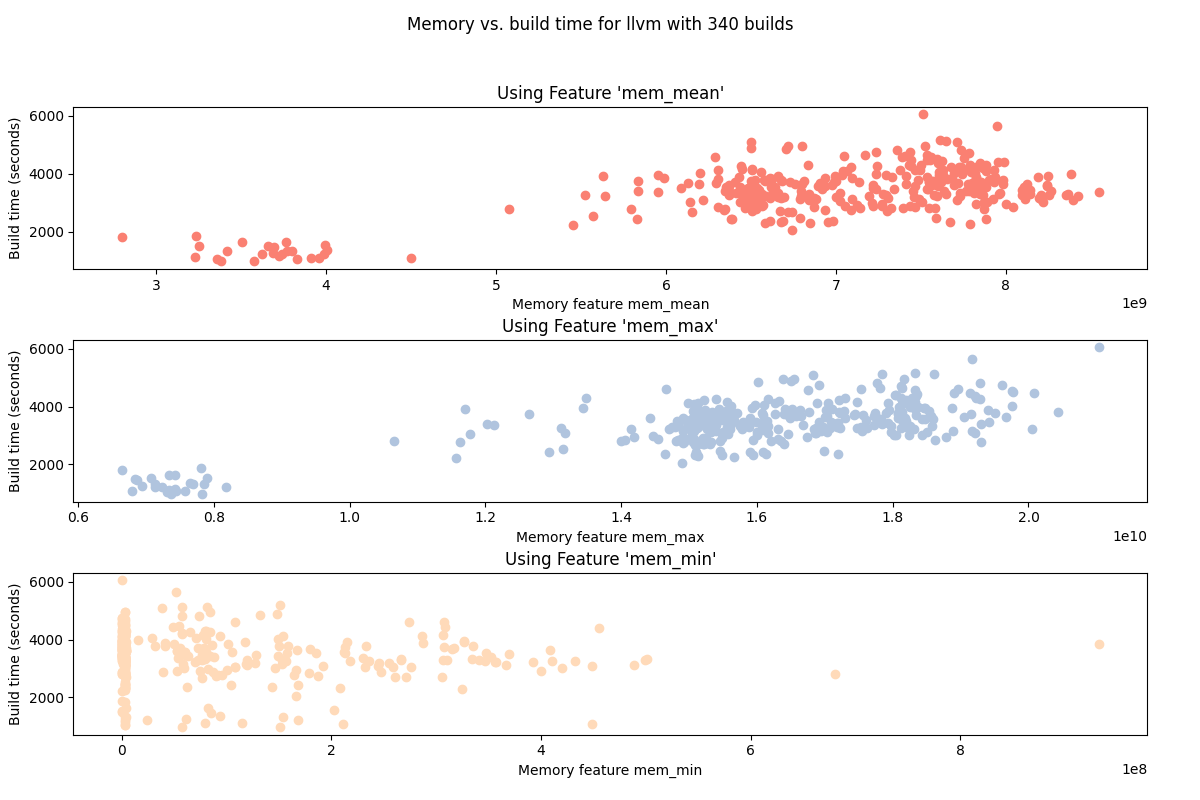 Memory vs. build time for llvm with 340 builds
Using Feature 'mem_mean'
Build time (seconds)
6000
4000
2000
3 4 5 6 7 8
1e9
Memory feature mem_mean
Using Feature 'mem_max'
Build time (seconds)
6000
4000
2000
0.6 0.8 1.0 1.2 1.4 1.6 1.8 2.0
1e10
Memory feature mem_max
Using Feature 'mem_min'
Build time (seconds)
6000
4000
2000
0 2 4 6 8
1e8
Memory feature mem_min